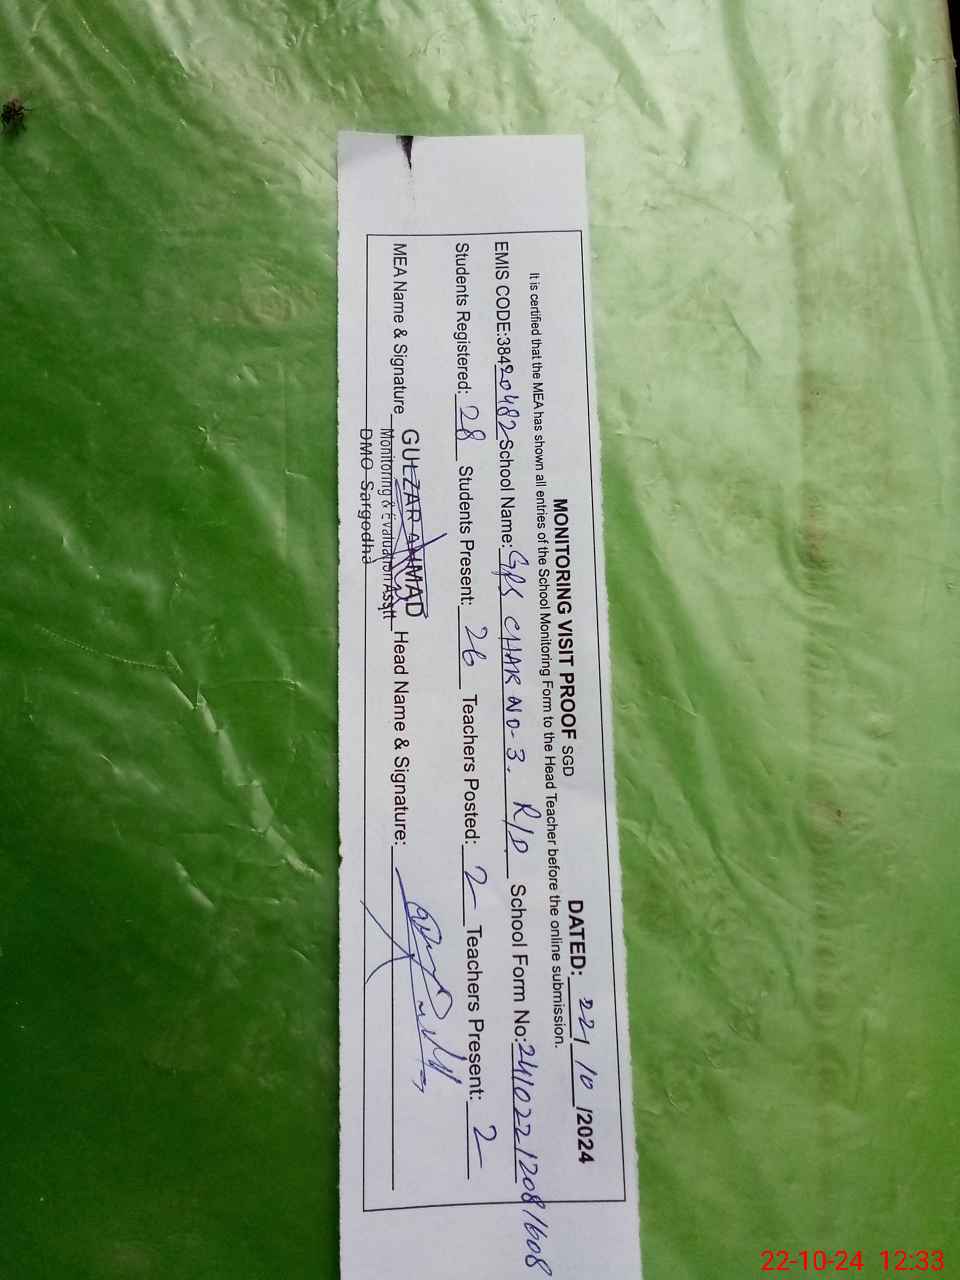 MONITORING VISIT PROOF SGD DATED: 22/10/2024
It is certified that the MEA has shown all entries of the School Monitoring Form to the Head Teacher before the online submission.
EMIS CODE:38420482 School Name: GPS CHAK NO-3. R/D School Form No: 24102212081608
Students Registered: 28 Students Present: 26 Teachers Posted: 2 Teachers Present: 2
MEA Name & Signature GULZAR AHMAD Head Name & Signature:
Monitoring & Evaluation Asstt
DMO Sargodha
22-10-24 12:33